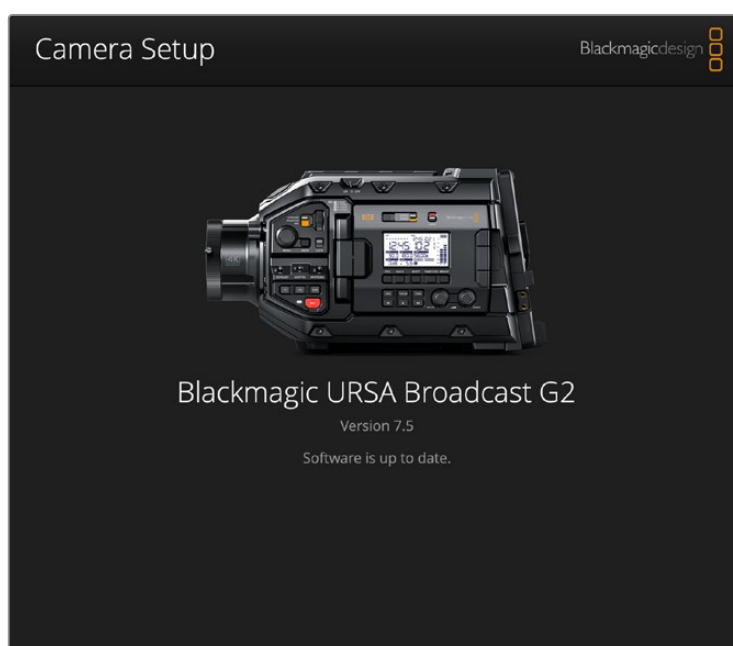 Camera Setup
Blackmagicdesign
Blackmagic URSA Broadcast G2
Version 7.5
Software is up to date.